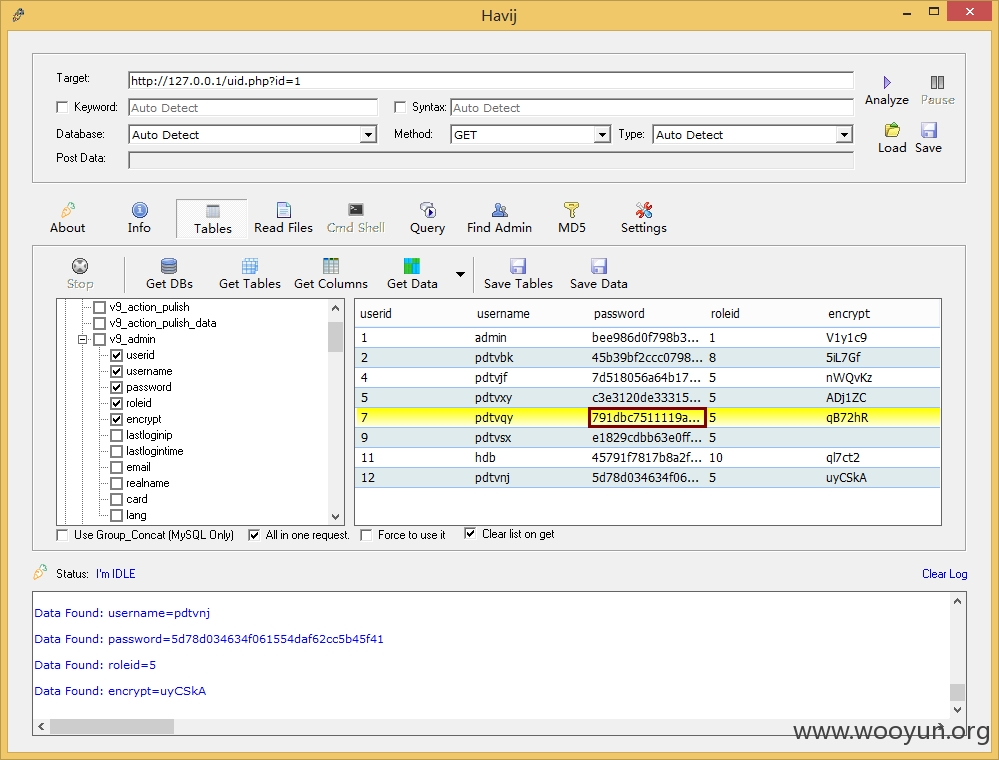 Havij
Target: http://127.0.0.1/uid.php?id=1
Analyze Pause
Keyword: Auto Detect Syntax: Auto Detect
Database: Auto Detect Method: GET Type: Auto Detect
Load Save
Post Data:
About Info Tables Read Files Cmd Shell Query Find Admin MD5 Settings
Stop Get DBs Get Tables Get Columns Get Data Save Tables Save Data
v9_action_pulish
v9_action_pulish_data
v9_admin
userid
username
password
roleid
encrypt
lastloginip
lastlogintime
email
realname
card
lang
userid username password roleid encrypt
1 admin bee986d0f798b3... 1 V1y1c9
2 pdtvbk 45b39bf2ccc0798... 8 5iL7Gf
4 pdtvjf 7d518056a64b17... 5 nWQvKz
5 pdtvxy c3e3120de33315... 5 ADj1ZC
7 pdtvqy 791dbc7511119a... 5 qB72hR
9 pdtvsx e1829cdbb63e0ff... 5
11 hdb 45791f7817b8a2f... 10 ql7ct2
12 pdtvnj 5d78d034634f06... 5 uyCSkA
Use Group_Concat (MySQL Only) All in one request. Force to use it Clear list on get
Status: I'm IDLE Clear Log
Data Found: username=pdtvnj
Data Found: password=5d78d034634f061554daf62cc5b45f41
Data Found: roleid=5
Data Found: encrypt=uyCSkA
www.wooyun.org